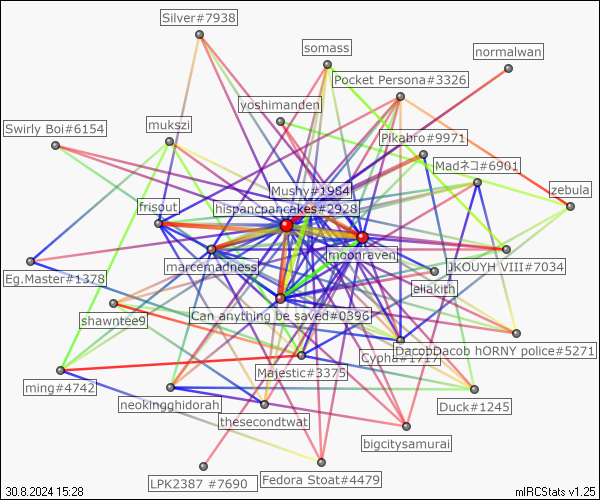 Silver#7938
somass
normalwan
Pocket Persona#3326
yoshimanden
Swirly Boi#6154
mukszi
Pikabro#9971
Madネコ#6901
Mushy#1984
zebula
frisout
hispancpancakes#2928
moonraven
marcemadness
JKOUYH VIII#7034
Eg.Master#1378
eliakith
Can anything be saved#0396
shawntee9
DacobDacob hORNY police#5271
Cypha#1717
Majestic#3375
ming#4742
neokingghidorah
Duck#1245
thesecondtwat
bigcitysamurai
LPK2387 #7690
Fedora Stoat#4479
30.8.2024 15:28
mIRCStats v1.25